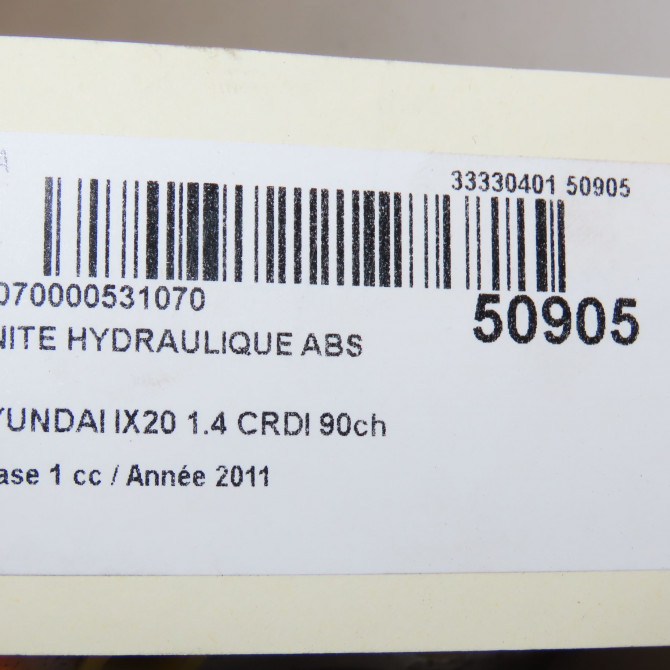 33330401 50905
070000531070
50905
NITE HYDRAULIQUE ABS
YUNDAI IX20 1.4 CRDI 90ch
ase 1 cc / Année 2011